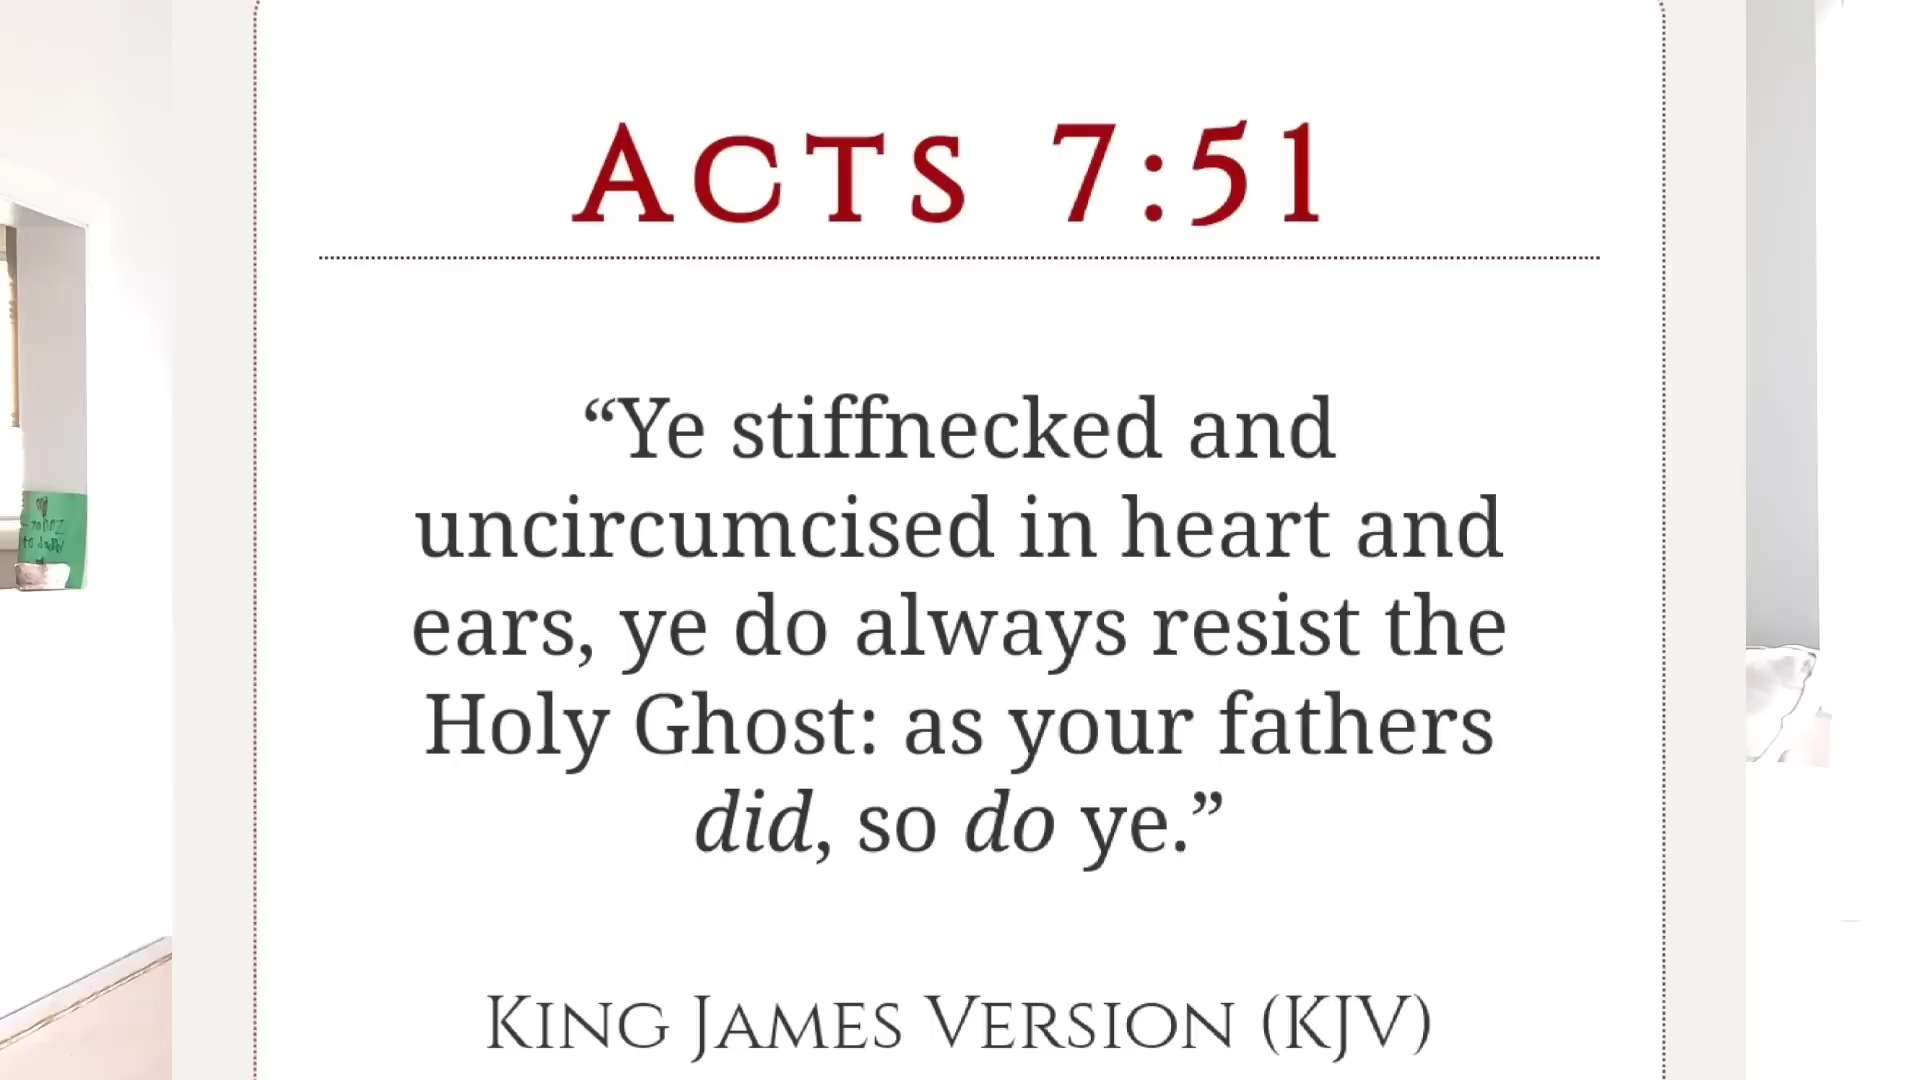 ACTS 7:51
“Ye stiffnecked and
uncircumcised in heart and
ears, ye do always resist the
Holy Ghost: as your fathers
did, so do ye.”
KING JAMES VERSION (KJV)